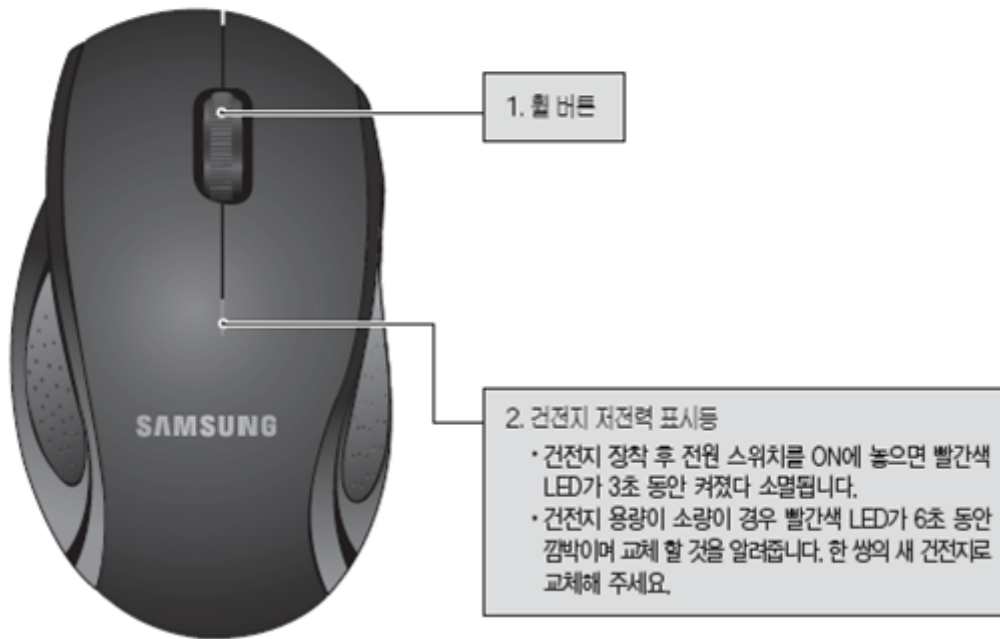 1. 휠 버튼
SAMSUNG
2. 건전지 저전력 표시등
• 건전지 장착 후 전원 스위치를 ON에 놓으면 빨간색
LED가 3초 동안 켜졌다 소멸됩니다.
• 건전지 용량이 소량이 경우 빨간색 LED가 6초 동안
깜박이며 교체 할 것을 알려줍니다. 한 쌍의 새 건전지로
교체해 주세요.